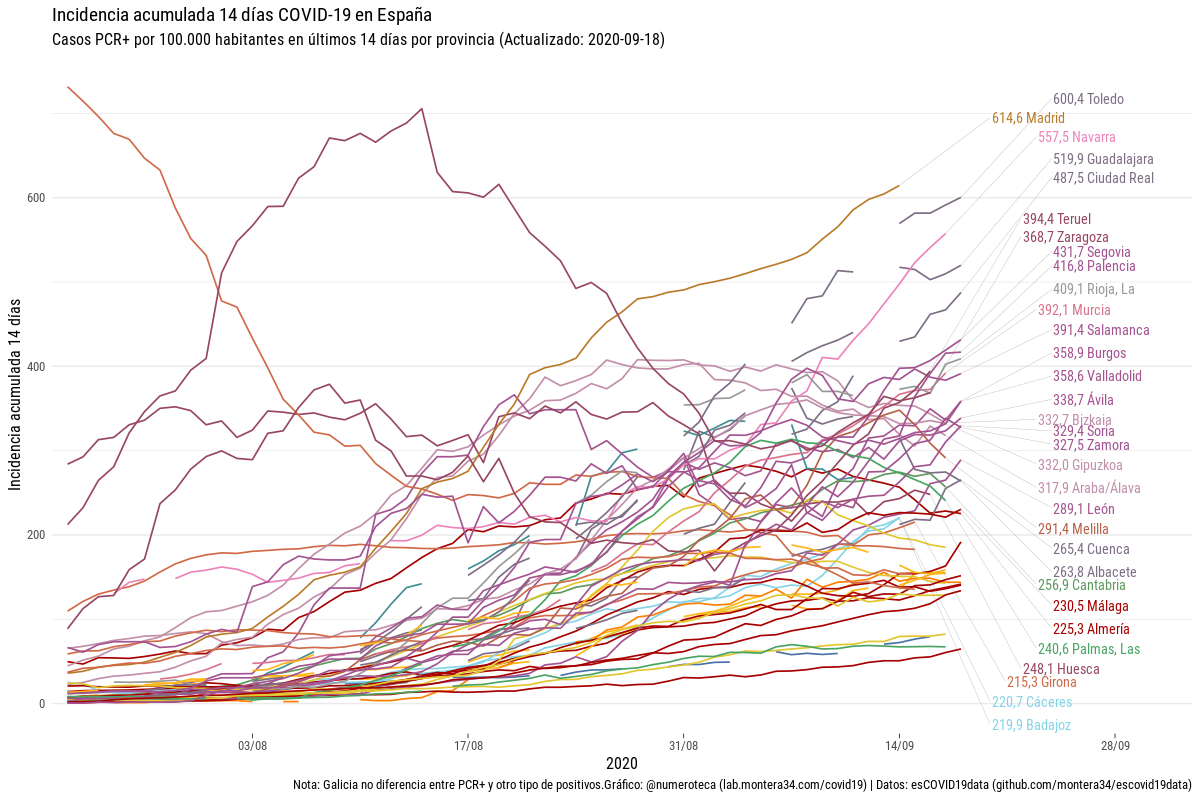 Incidencia acumulada 14 días COVID-19 en España
Casos PCR+ por 100.000 habitantes en últimos 14 días por provincia (Actualizado: 2020-09-18)
Incidencia acumulada 14 días
600
400
200
0
600,4 Toledo
614,6 Madrid
557,5 Navarra
519,9 Guadalajara
487,5 Ciudad Real
394,4 Teruel
368,7 Zaragoza
431,7 Segovia
416,8 Palencia
409,1 Rioja, La
392,1 Murcia
391,4 Salamanca
358,9 Burgos
358,6 Valladolid
338,7 Ávila
332,7 Bizkaia
329,4 Soria
327,5 Zamora
332,0 Gipuzkoa
317,9 Araba/Álava
289,1 León
291,4 Melilla
265,4 Cuenca
263,8 Albacete
256,9 Cantabria
230,5 Málaga
225,3 Almería
240,6 Palmas, Las
248,1 Huesca
215,3 Girona
220,7 Cáceres
219,9 Badajoz
03/08
17/08
31/08
14/09
28/09
2020
Nota: Galicia no diferencia entre PCR+ y otro tipo de positivos.Gráfico: @numeroteca (lab.montera34.com/covid19) | Datos: esCOVID19data (github.com/montera34/escovid19data)